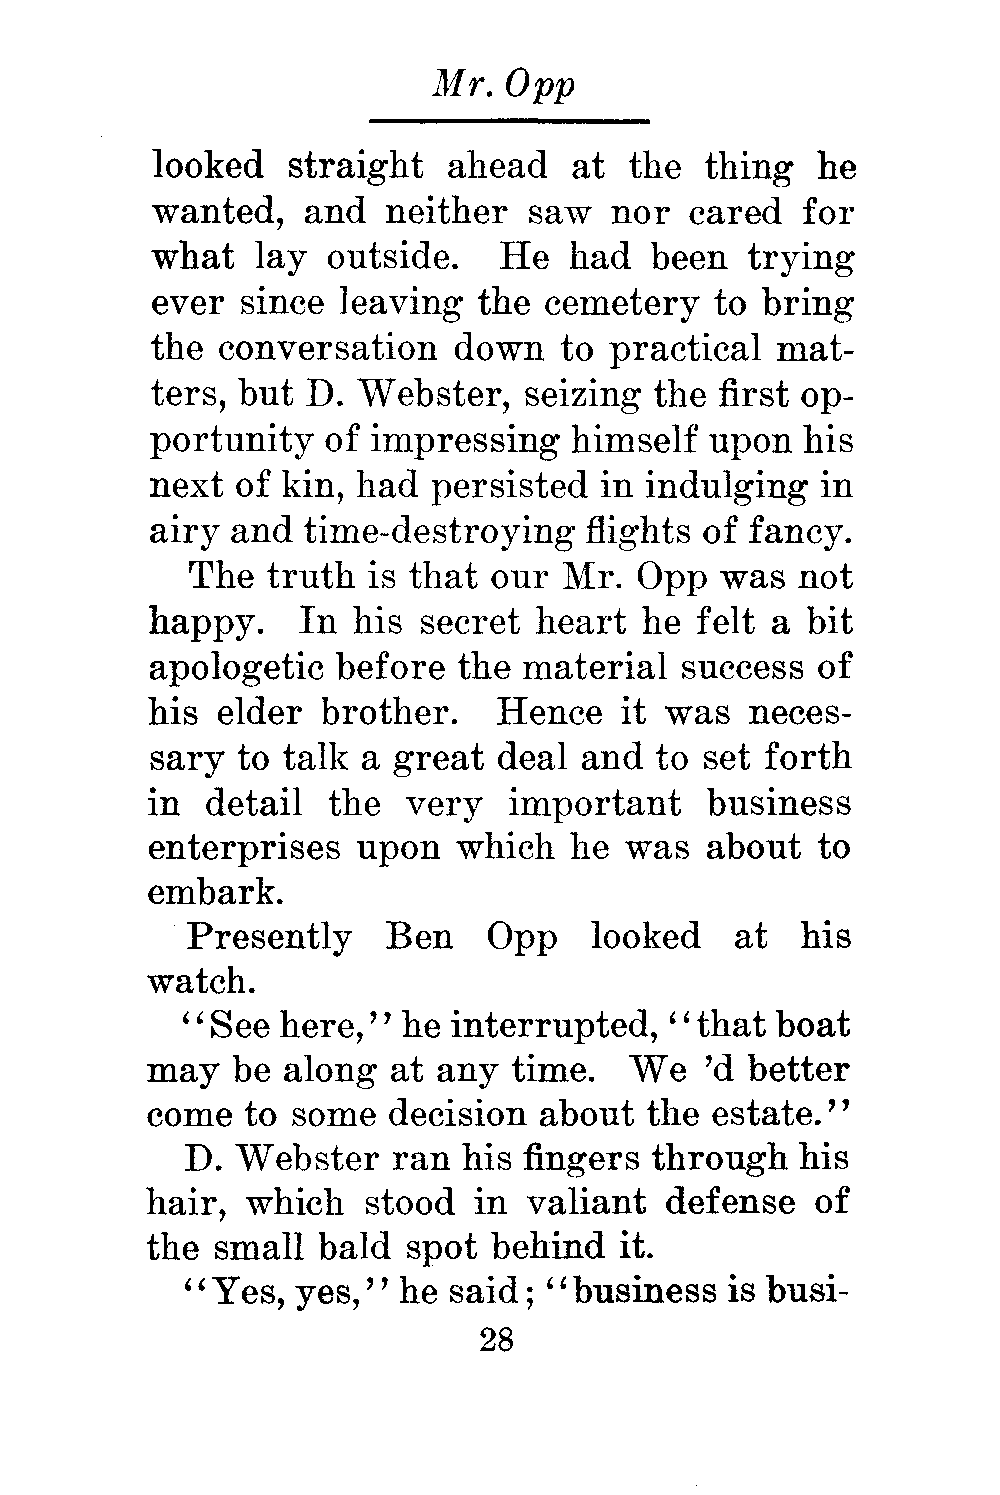 Mr. Opp
looked straight ahead at the thing he
wanted, and neither saw nor cared for
what lay outside. He had been trying
ever since leaving the cemetery to bring
the conversation down to practical mat-
ters, but D. Webster, seizing the first op-
portunity of impressing himself upon his
next of kin, had persisted in indulging in
airy and time-destroying flights of fancy.
The truth is that our Mr. Opp was not
happy. In his secret heart he felt a bit
apologetic before the material success of
his elder brother. Hence it was neces-
sary to talk a great deal and to set forth
in detail the very important business
enterprises upon which he was about to
embark.
Presently Ben Opp looked at his
watch.
“See here,” he interrupted, “that boat
may be along at any time. We ’d better
come to some decision about the estate.”
D. Webster ran his fingers through his
hair, which stood in valiant defense of
the small bald spot behind it.
“Yes, yes,” he said; “business is busi-
28